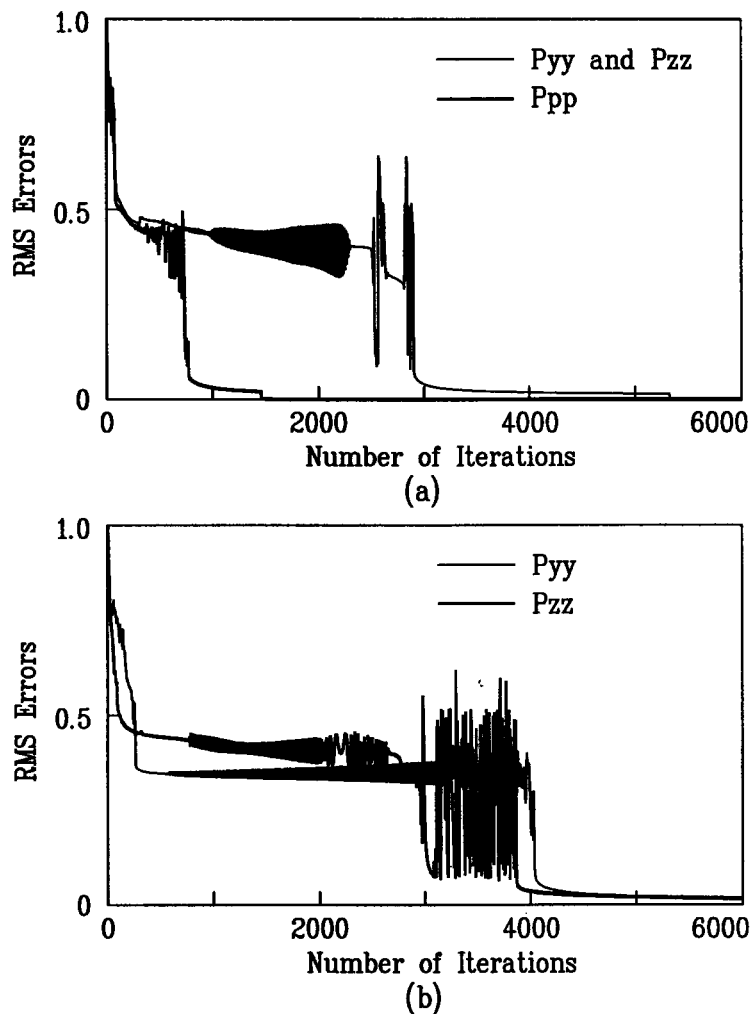 1.0
Pyy and Pzz
Ppp
RMS Errors
0.5
0
0
2000
4000
6000
Number of Iterations
(a)
1.0
Pyy
Pzz
RMS Errors
0.5
0
0
2000
4000
6000
Number of Iterations
(b)